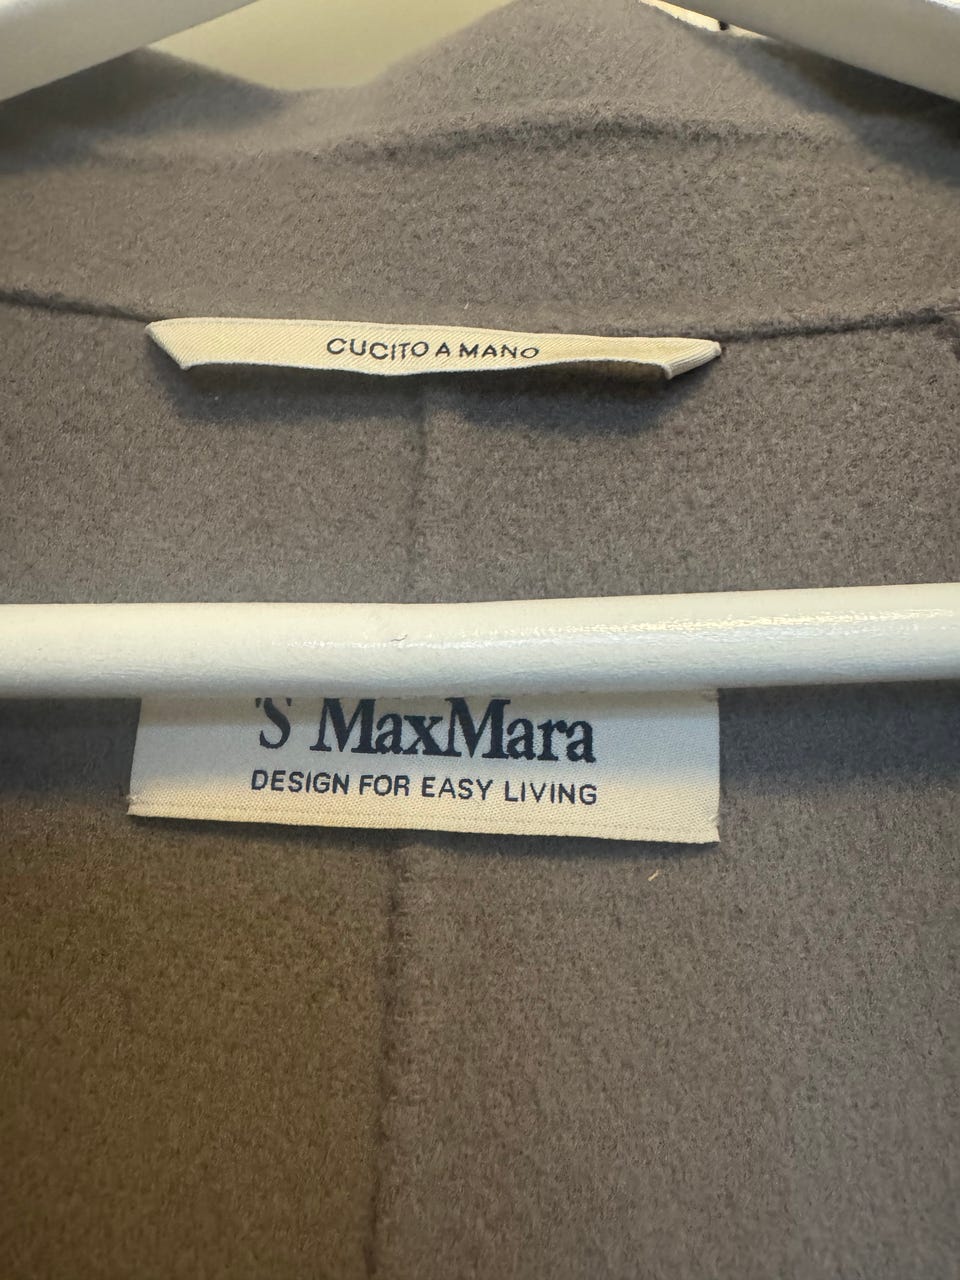 CUCITO A MANO
'S MaxMara
DESIGN FOR EASY LIVING